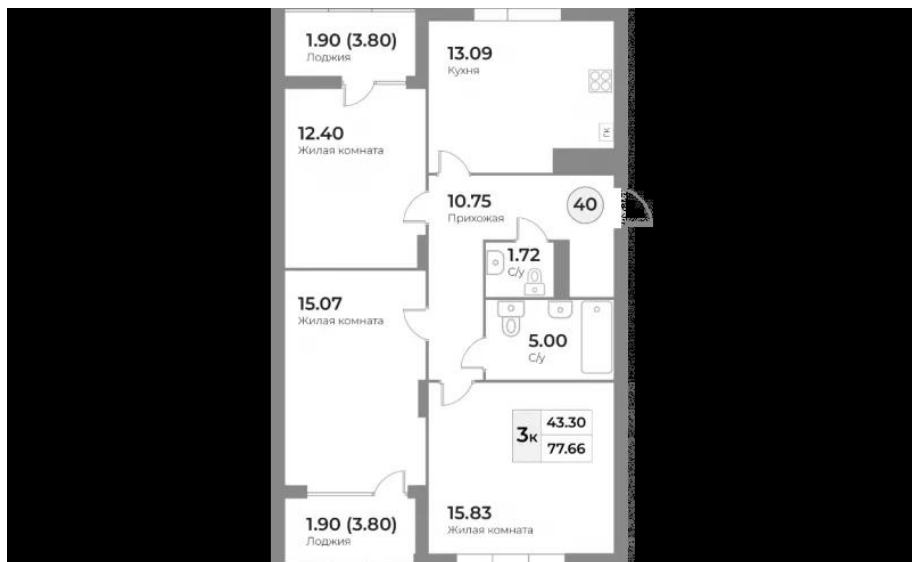 1.90 (3.80)
Лоджия
13.09
Кухня
ГК
12.40
Жилая комната
10.75
Прихожая
40
1.72
С/у
15.07
Жилая комната
5.00
С/у
3к
43.30
77.66
1.90 (3.80)
Лоджия
15.83
Жилая комната